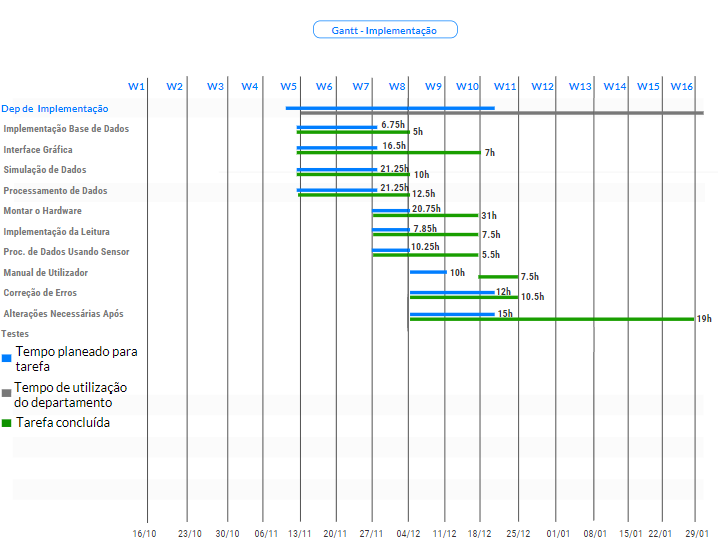 Gantt - Implementação
W1 W2 W3 W4 W5 W6 W7 W8 W9 W10 W11 W12 W13 W14 W15 W16
Dep de Implementação
Implementação Base de Dados 6.75h
5h
Interface Gráfica 16.5h
7h
Simulação de Dados 21.25h
10h
Processamento de Dados 21.25h
12.5h
Montar o Hardware 20.75h
31h
Implementação da Leitura 7.85h
7.5h
Proc. de Dados Usando Sensor 10.25h
5.5h
Manual de Utilizador 10h
7.5h
Correção de Erros 12h
10.5h
Alterações Necessárias Após 15h
19h
Testes
Tempo planeado para
tarefa
Tempo de utilização
do departamento
Tarefa concluída
16/10 23/10 30/10 06/11 13/11 20/11 27/11 04/12 11/12 18/12 25/12 01/01 08/01 15/01 22/01 29/01